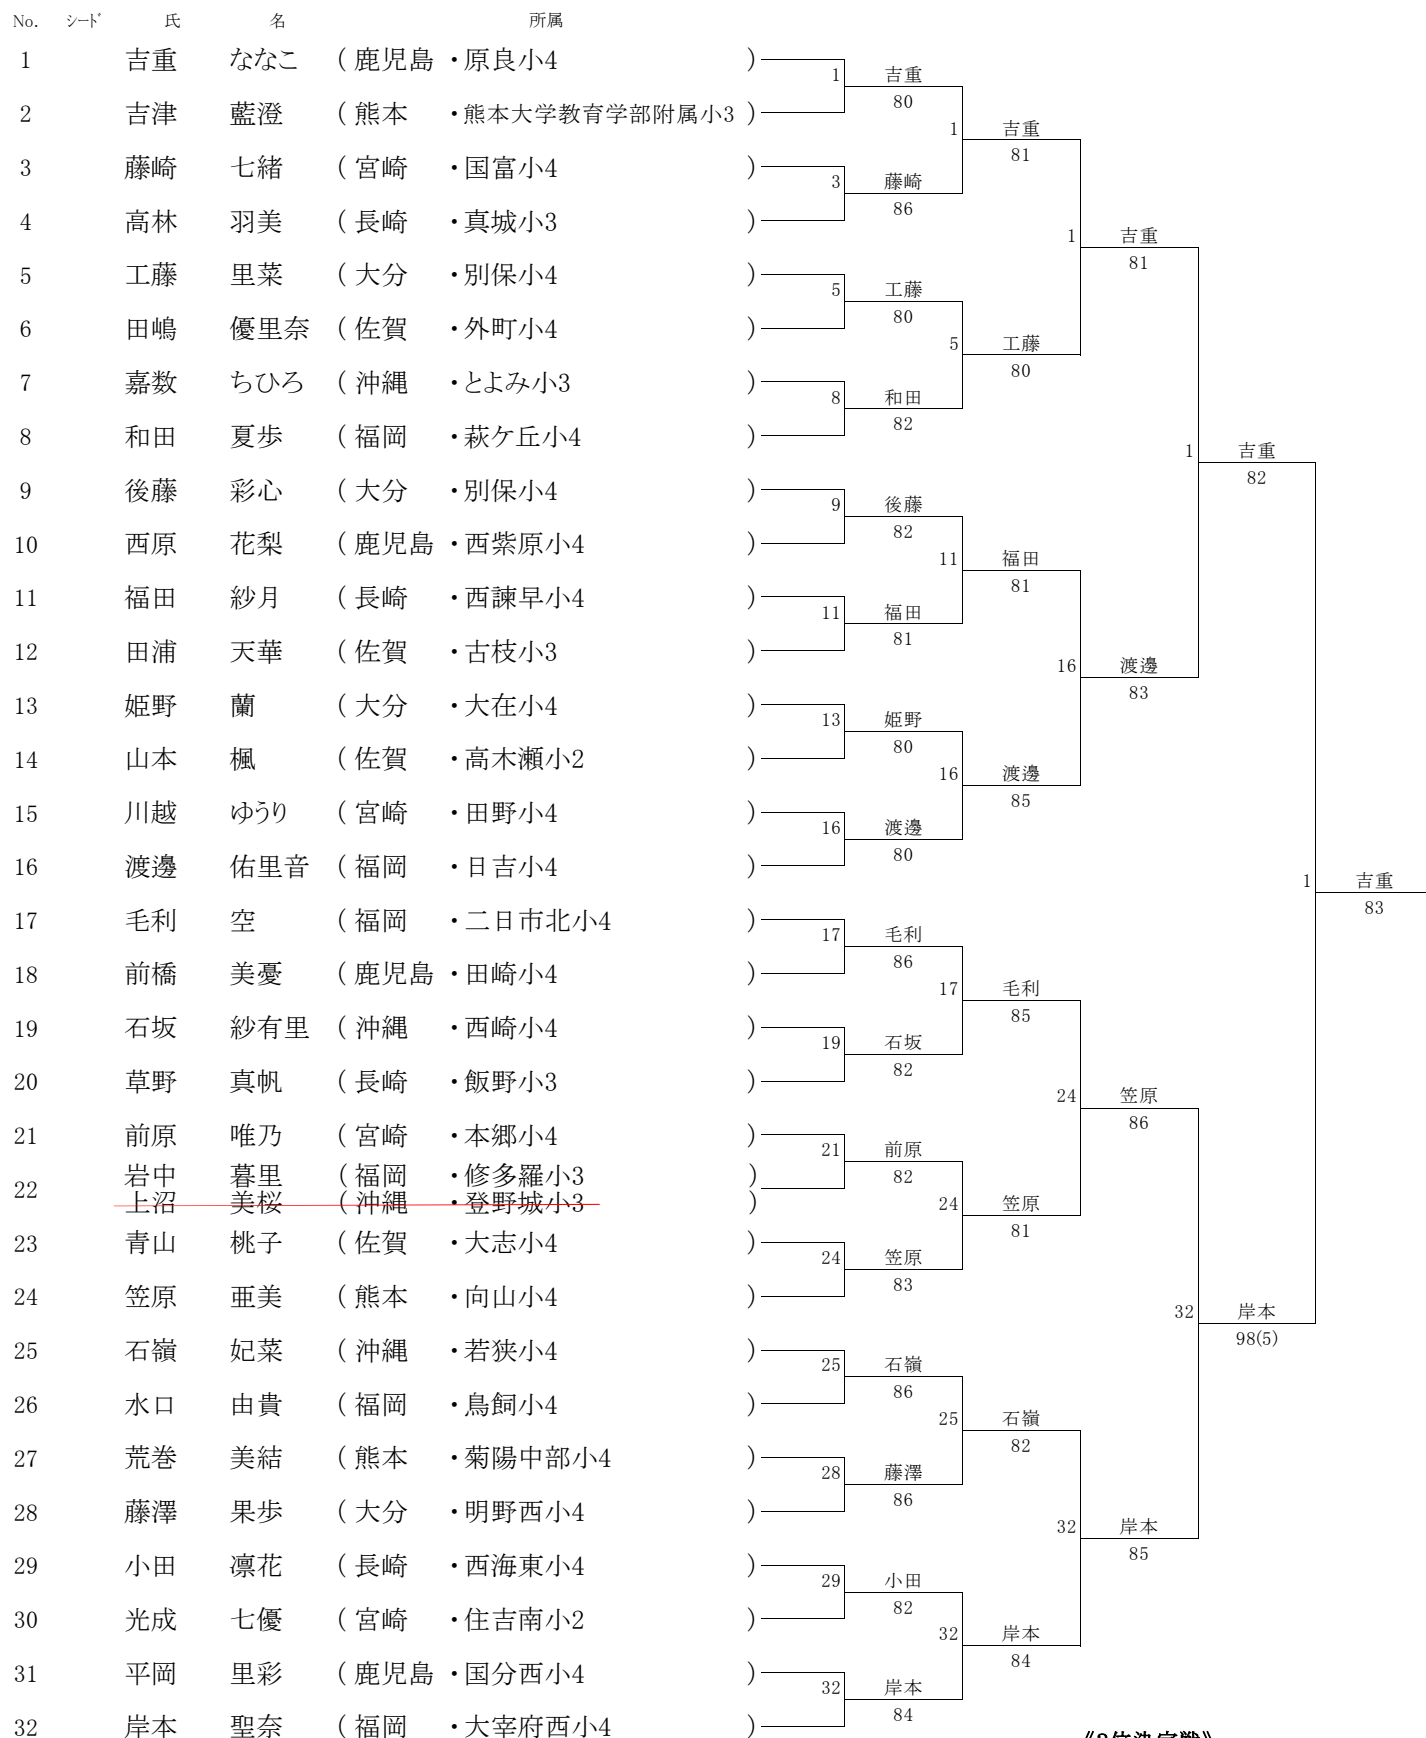 No. シード 氏 名 所属
1 吉重 ななこ ( 鹿児島 ・原良小4 )
1 吉重
80
2 吉津 藍澄 ( 熊本 ・熊本大学教育学部附属小3 )
1 吉重
81
3 藤崎 七緒 ( 宮崎 ・国富小4 )
3 藤崎
86
4 高林 羽美 ( 長崎 ・真城小3 )
1 吉重
81
5 工藤 里菜 ( 大分 ・別保小4 )
5 工藤
80
6 田嶋 優里奈 ( 佐賀 ・外町小4 )
5 工藤
80
7 嘉数 ちひろ ( 沖縄 ・とよみ小3 )
8 和田
82
8 和田 夏歩 ( 福岡 ・萩ケ丘小4 )
1 吉重
82
9 後藤 彩心 ( 大分 ・別保小4 )
9 後藤
82
10 西原 花梨 ( 鹿児島 ・西紫原小4 )
11 福田
81
11 福田 紗月 ( 長崎 ・西諫早小4 )
11 福田
81
12 田浦 天華 ( 佐賀 ・古枝小3 )
16 渡邊
83
13 姫野 蘭 ( 大分 ・大在小4 )
13 姫野
80
14 山本 楓 ( 佐賀 ・高木瀬小2 )
16 渡邊
85
15 川越 ゆうり ( 宮崎 ・田野小4 )
16 渡邊
80
16 渡邊 佑里音 ( 福岡 ・日吉小4 )
1 吉重
83
17 毛利 空 ( 福岡 ・二日市北小4 )
17 毛利
86
18 前橋 美憂 ( 鹿児島 ・田崎小4 )
17 毛利
85
19 石坂 紗有里 ( 沖縄 ・西崎小4 )
19 石坂
82
20 草野 真帆 ( 長崎 ・飯野小3 )
24 笠原
86
21 前原 唯乃 ( 宮崎 ・本郷小4 )
21 前原
82
岩中 暮里 ( 福岡 ・修多羅小3 )
22
上沼 美桜 ( 沖縄 ・登野城小3 )
24 笠原
81
23 青山 桃子 ( 佐賀 ・大志小4 )
24 笠原
83
24 笠原 亜美 ( 熊本 ・向山小4 )
32 岸本
98(5)
25 石嶺 妃菜 ( 沖縄 ・若狭小4 )
25 石嶺
86
26 水口 由貴 ( 福岡 ・鳥飼小4 )
25 石嶺
82
27 荒巻 美結 ( 熊本 ・菊陽中部小4 )
28 藤澤
86
28 藤澤 果歩 ( 大分 ・明野西小4 )
32 岸本
85
29 小田 凛花 ( 長崎 ・西海東小4 )
29 小田
82
30 光成 七優 ( 宮崎 ・住吉南小2 )
32 岸本
84
31 平岡 里彩 ( 鹿児島 ・国分西小4 )
32 岸本
84
32 岸本 聖奈 ( 福岡 ・大宰府西小4 )